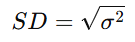 SD = √σ²